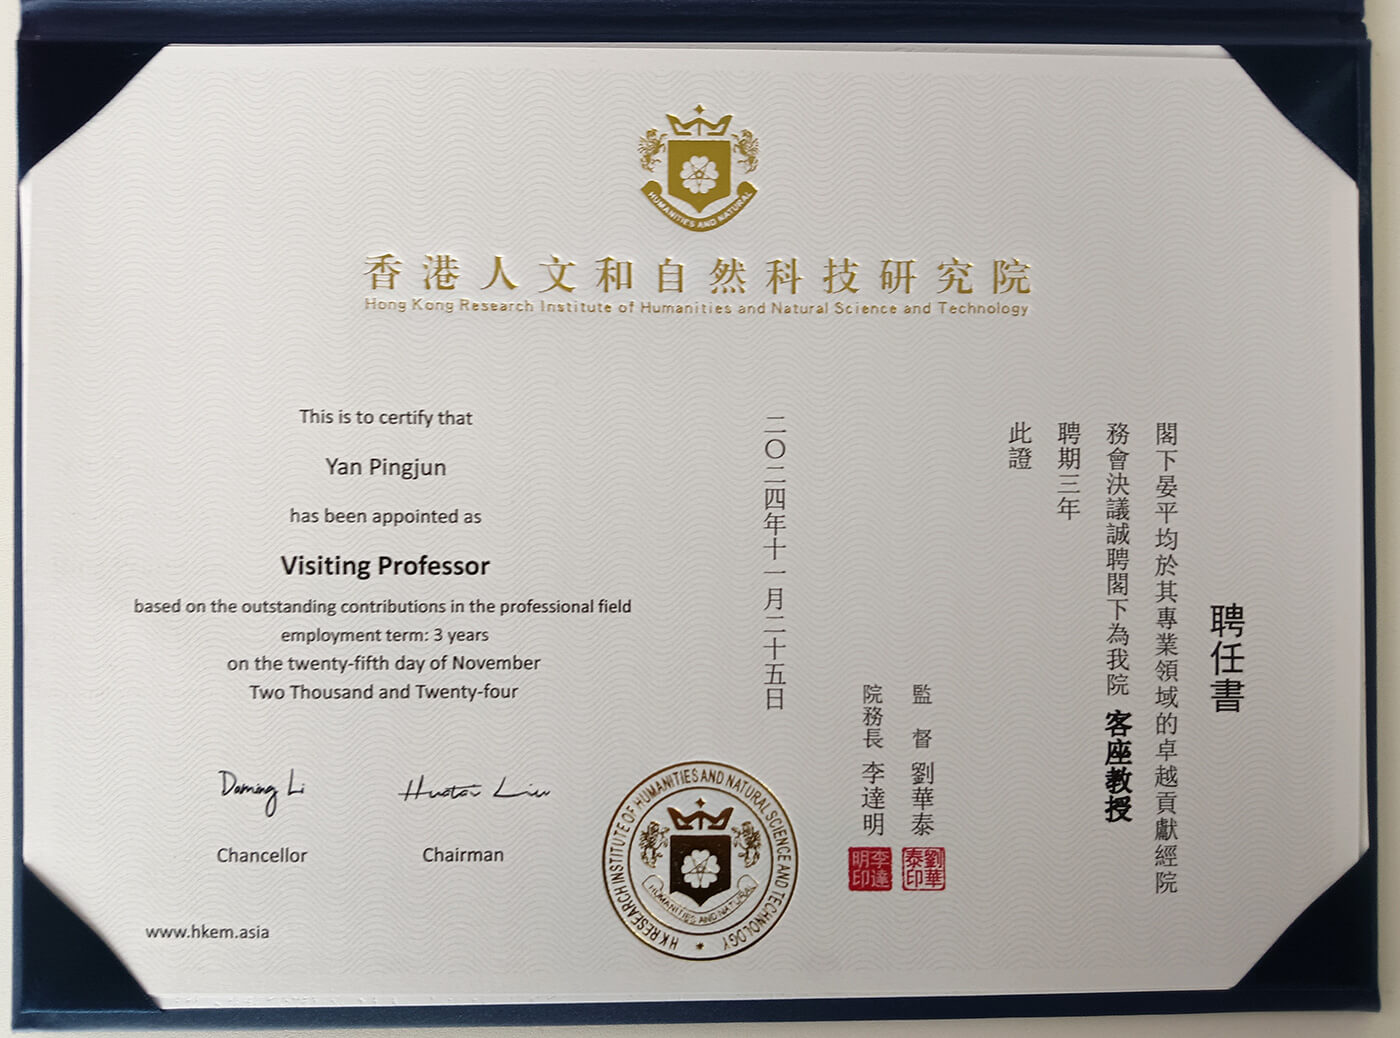 HUMANITIES AND NATURAL
香港人文和自然科技研究院
Hong Kong Research Institute of Humanities and Natural Science and Technology
This is to certify that
Yan Pingjun
has been appointed as
Visiting Professor
based on the outstanding contributions in the professional field
employment term: 3 years
on the twenty-fifth day of November
Two Thousand and Twenty-four
Daming Li
Chancellor
Huatai Liu
Chairman
www.hkem.asia
HK RESEARCH INSTITUTE OF HUMANITIES AND NATURAL SCIENCE AND TECHNOLOGY
HUMANITIES AND NATURAL
聘任書
閣下晏平均於其專業領域的卓越貢獻經院
務會決議誠聘閣下為我院 客座教授
聘期三年
此證
監督 劉華泰
劉華泰印
院務長 李達明
李達明印
二〇二四年十一月二十五日